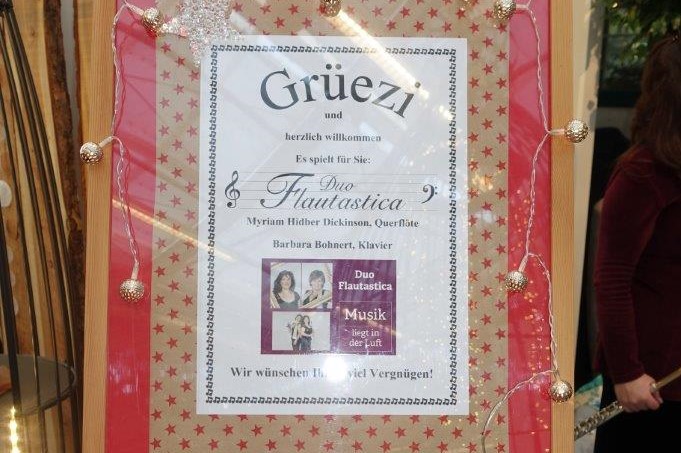 Grüezi
und
herzlich willkommen
Es spielt für Sie:
Duo
Flautastica
Myriam Hidber Dickinson, Querflöte
Barbara Bohnert, Klavier
Duo
Flautastica
Musik
liegt in
der Luft
Wir wünschen viel Vergnügen!